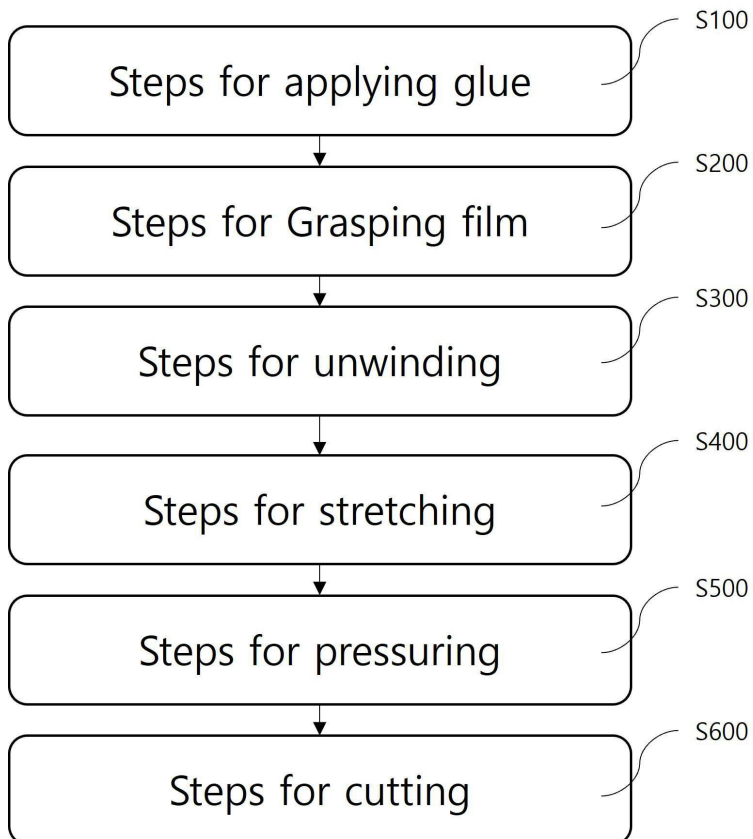 S100
Steps for applying glue
S200
Steps for Grasping film
S300
Steps for unwinding
S400
Steps for stretching
S500
Steps for pressuring
S600
Steps for cutting